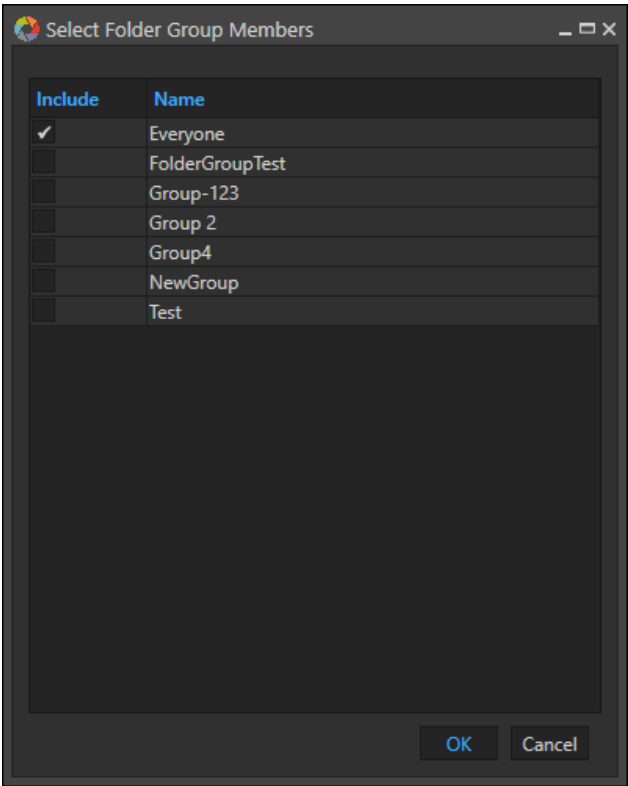 Select Folder Group Members
Include Name
Everyone
FolderGroupTest
Group-123
Group 2
Group4
NewGroup
Test
OK Cancel